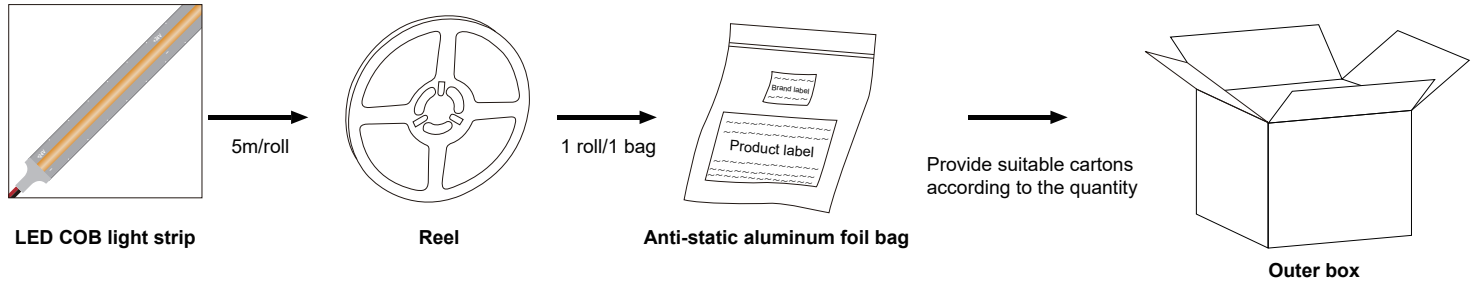 5m/roll
1 roll/1 bag
Brand label
Product label
Provide suitable cartons
according to the quantity
LED COB light strip
Reel
Anti-static aluminum foil bag
Outer box